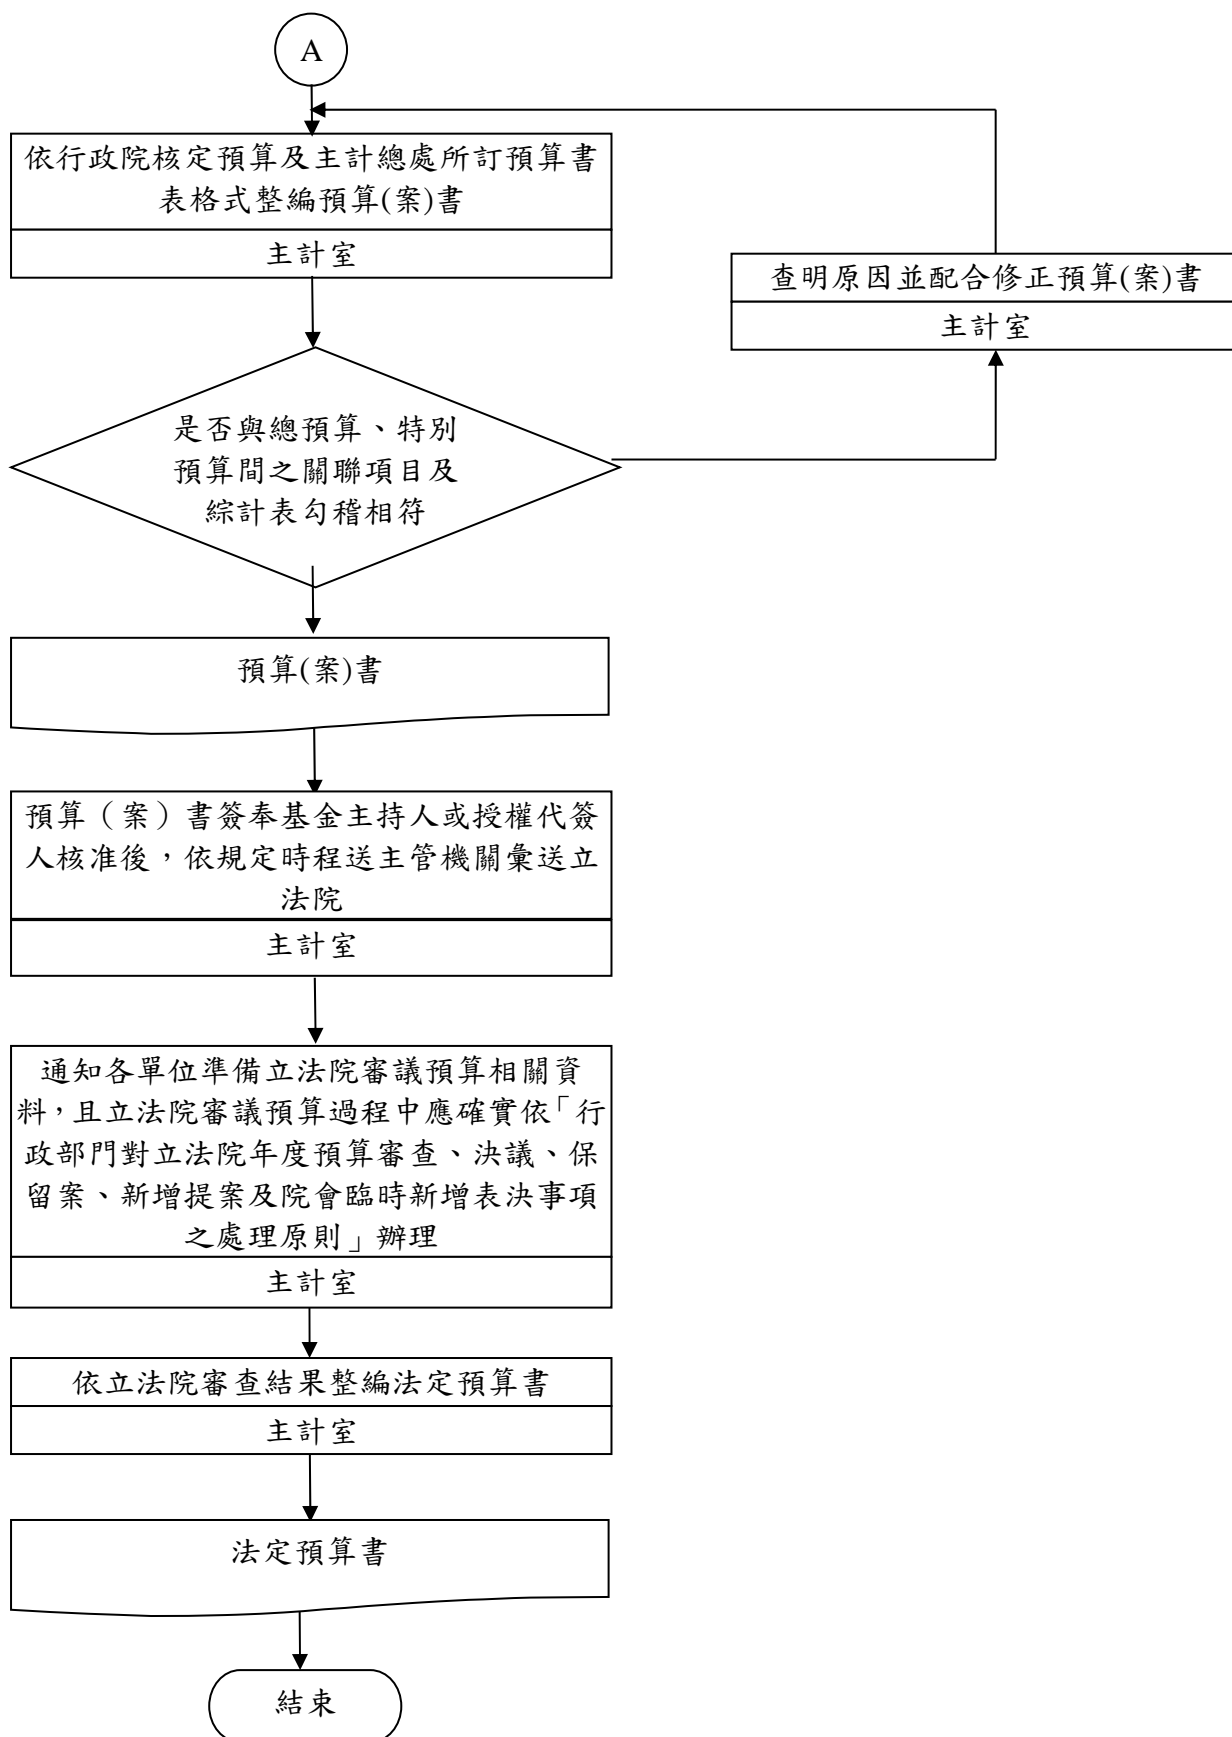 A
依行政院核定預算及主計總處所訂預算書
表格式整編預算(案)書
主計室
查明原因並配合修正預算(案)書
主計室
是否與總預算、特別
預算間之關聯項目及
綜計表勾稽相符
預算(案)書
預算（案）書簽奉基金主持人或授權代簽
人核准後，依規定時程送主管機關彙送立
法院
主計室
通知各單位準備立法院審議預算相關資
料，且立法院審議預算過程中應確實依「行
政部門對立法院年度預算審查、決議、保
留案、新增提案及院會臨時新增表決事項
之處理原則」辦理
主計室
依立法院審查結果整編法定預算書
主計室
法定預算書
結束